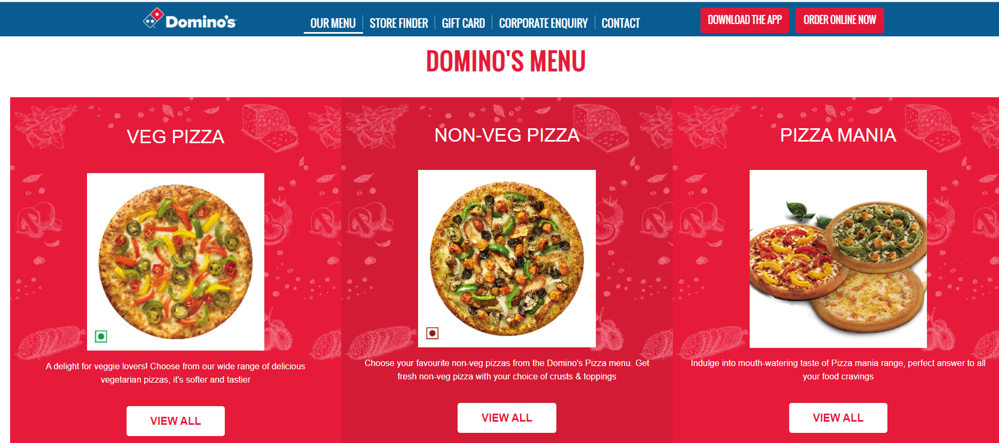 Domino's
OUR MENU
STORE FINDER
GIFT CARD
CORPORATE ENQUIRY
CONTACT
DOWNLOAD THE APP
ORDER ONLINE NOW
DOMINO'S MENU
VEG PIZZA
A delight for veggie lovers! Choose from our wide range of delicious
vegetarian pizzas, it's softer and tastier
VIEW ALL
NON-VEG PIZZA
Choose your favourite non-veg pizzas from the Domino's Pizza menu. Get
fresh non-veg pizza with your choice of crusts & toppings
VIEW ALL
PIZZA MANIA
Indulge into mouth-watering taste of Pizza mania range, perfect answer to all
your food cravings
VIEW ALL